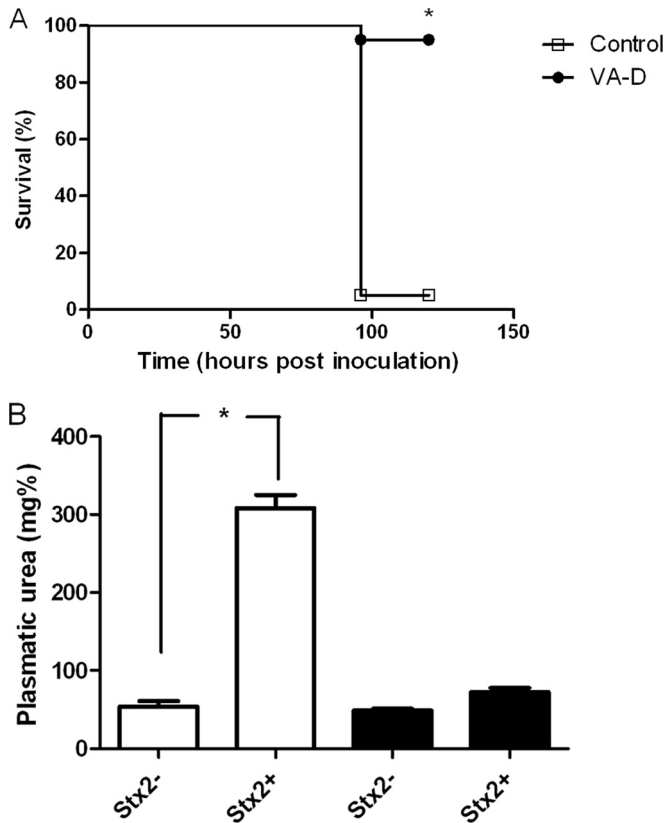 A
*
Control
VA-D
Survival (%)
100
80
60
40
20
0
0 50 100 150
Time (hours post inoculation)
B
*
Plasmatic urea (mg%)
400
300
200
100
0
Stx2- Stx2+ Stx2- Stx2+